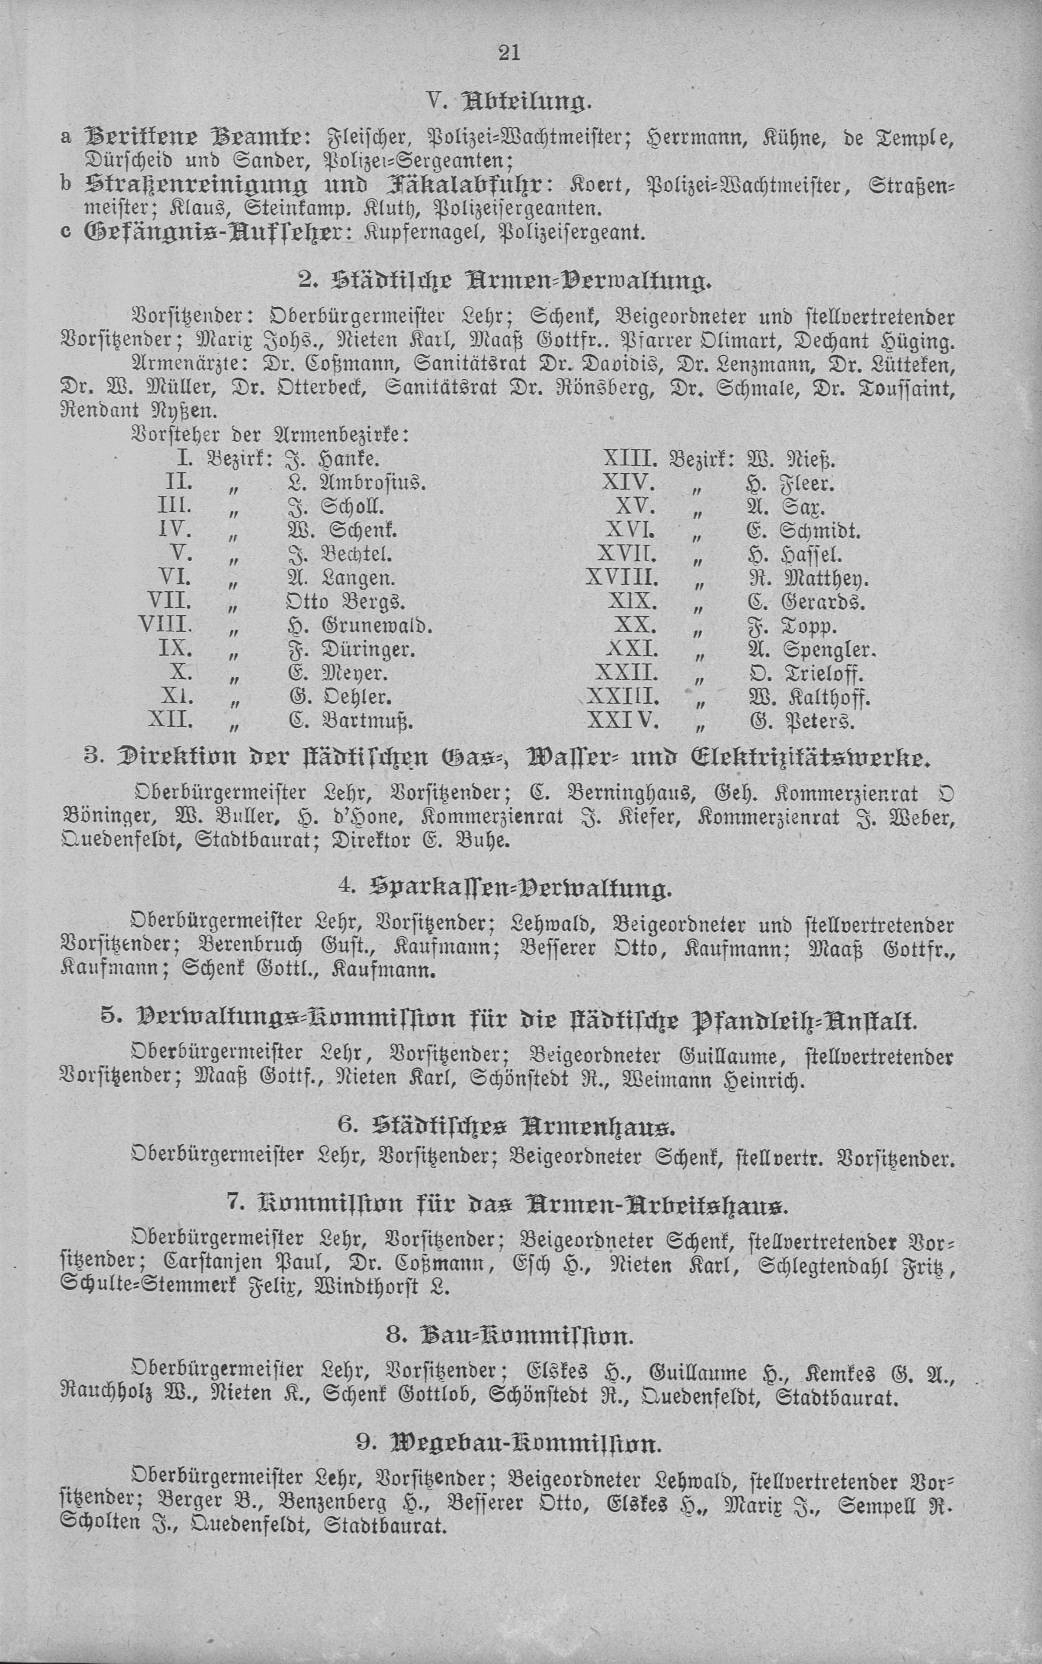 21
V. Abteilung.
a Berittene Beamte: Fleischer, Polizei-Wachtmeister; Herrmann, Kühne, de Temple,
Dürscheid und Sander, Polizei-Sergeanten;
b Straßenreinigung und Fäkalabfuhr: Koert, Polizei-Wachtmeister, Straßen-
meister; Klaus, Steinkamp. Kluth, Polizeisergeanten.
c Gefängnis-Aufseher: Kupfernagel, Polizeisergeant.
2. Städtische Armen-Verwaltung.
Vorsitzender: Oberbürgermeister Lehr; Schenk, Beigeordneter und stellvertretender
Vorsitzender; Marix Johs., Nieten Karl, Maaß Gottfr.. Pfarrer Olimart, Dechant Hüging.
Armenärzte: Dr. Coßmann, Sanitätsrat Dr. Davidis, Dr. Lenzmann, Dr. Lütteken,
Dr. W. Müller, Dr. Otterbeck, Sanitätsrat Dr. Rönsberg, Dr. Schmale, Dr. Toussaint,
Rendant Nyßen.
Vorsteher der Armenbezirke:
I. Bezirk: J. Hanke. XIII. Bezirk: W. Nieß.
II. „ L. Ambrosius. XIV. „ H. Fleer.
III. „ J. Scholl. XV. „ A. Sax.
IV. „ W. Schenk. XVI. „ E. Schmidt.
V. „ J. Bechtel. XVII. „ H. Hassel.
VI. „ A. Langen. XVIII. „ R. Matthey.
VII. „ Otto Bergs. XIX. „ C. Gerards.
VIII. „ H. Grunewald. XX. „ F. Topp.
IX. „ F. Düringer. XXI. „ A. Spengler.
X. „ E. Meyer. XXII. „ O. Trieloff.
XI. „ G. Oehler. XXIII. „ W. Kalthoff.
XII. „ C. Bartmuß. XXIV. „ G. Peters.
3. Direktion der städtischen Gas-, Wasser- und Elektrizitätswerke.
Oberbürgermeister Lehr, Vorsitzender; C. Berninghaus, Geh. Kommerzienrat O
Böninger, W. Buller, H. d'Hone, Kommerzienrat J. Kiefer, Kommerzienrat J. Weber,
Quedenfeldt, Stadtbaurat; Direktor E. Buhe.
4. Sparkassen-Verwaltung.
Oberbürgermeister Lehr, Vorsitzender; Lehwald, Beigeordneter und stellvertretender
Vorsitzender; Berenbruch Gust., Kaufmann; Besserer Otto, Kaufmann; Maaß Gottfr.,
Kaufmann; Schenk Gottl., Kaufmann.
5. Verwaltungs-Kommission für die städtische Pfandleih-Anstalt.
Oberbürgermeister Lehr, Vorsitzender; Beigeordneter Guillaume, stellvertretender
Vorsitzender; Maaß Gottf., Nieten Karl, Schönstedt R., Weimann Heinrich.
6. Städtisches Armenhaus.
Oberbürgermeister Lehr, Vorsitzender; Beigeordneter Schenk, stellvertr. Vorsitzender.
7. Kommission für das Armen-Arbeitshaus.
Oberbürgermeister Lehr, Vorsitzender; Beigeordneter Schenk, stellvertretender Vor-
sitzender; Carstanjen Paul, Dr. Coßmann, Esch H., Nieten Karl, Schlegtendahl Fritz,
Schulte-Stemmerk Felix, Windthorst L.
8. Bau-Kommission.
Oberbürgermeister Lehr, Vorsitzender; Elskes H., Guillaume H., Kemkes G. A.,
Rauchholz W., Nieten K., Schenk Gottlob, Schönstedt R., Quedenfeldt, Stadtbaurat.
9. Wegebau-Kommission.
Oberbürgermeister Lehr, Vorsitzender; Beigeordneter Lehwald, stellvertretender Vor-
sitzender; Berger B., Benzenberg H., Besserer Otto, Elskes H., Marix J., Sempell R.
Scholten J., Quedenfeldt, Stadtbaurat.